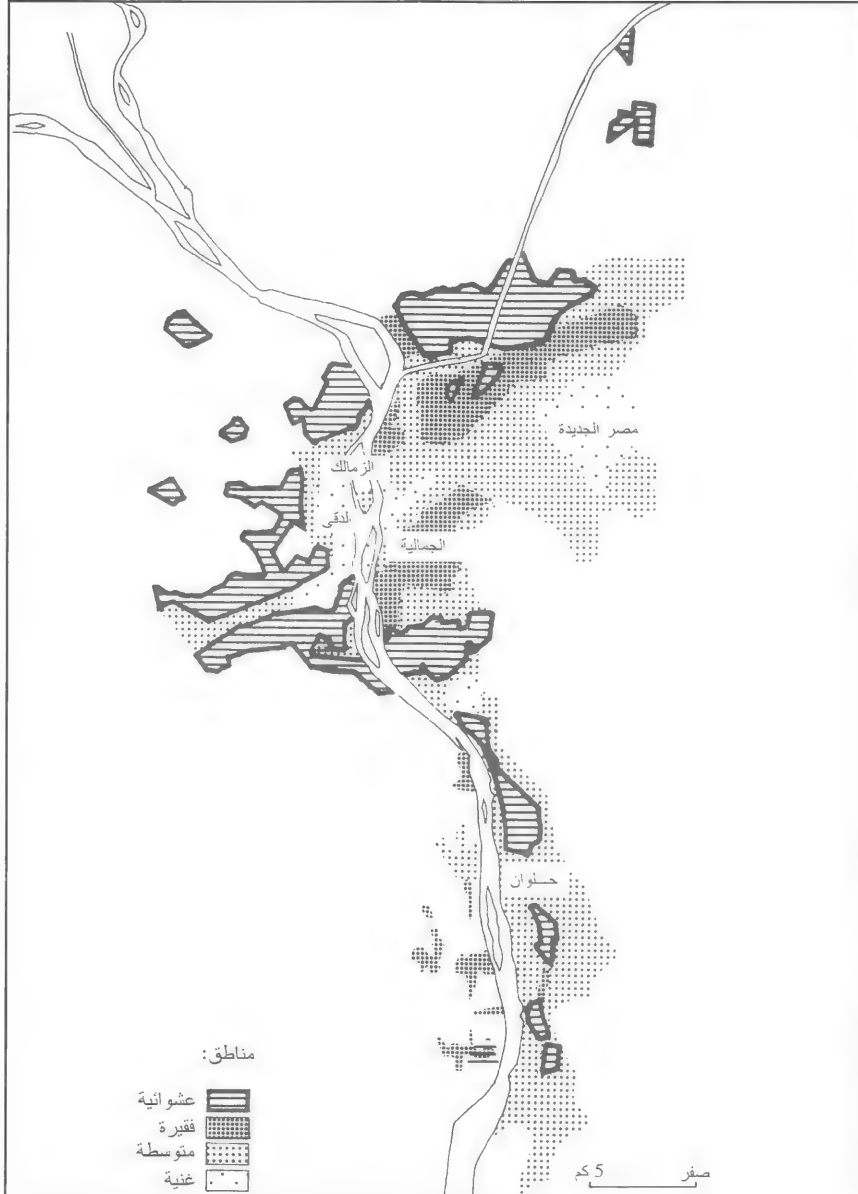 مصر الجديدة
الزمالك
الدقى
الجمالية
حلوان
مناطق:
عشوائية
فقيرة
متوسطة
غنية
صفر 5 كم